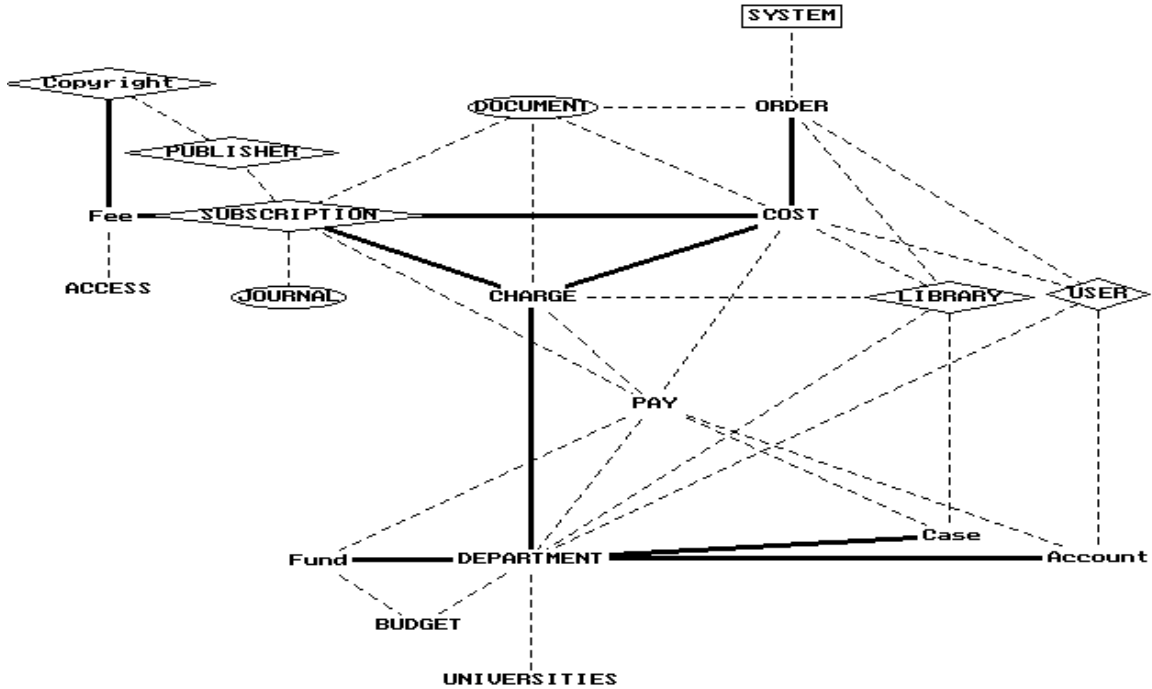 SYSTEM
Copyright
DOCUMENT
ORDER
PUBLISHER
Fee
SUBSCRIPTION
COST
ACCESS
JOURNAL
CHARGE
LIBRARY
USER
PAY
Case
Fund
DEPARTMENT
Account
BUDGET
UNIVERSITIES